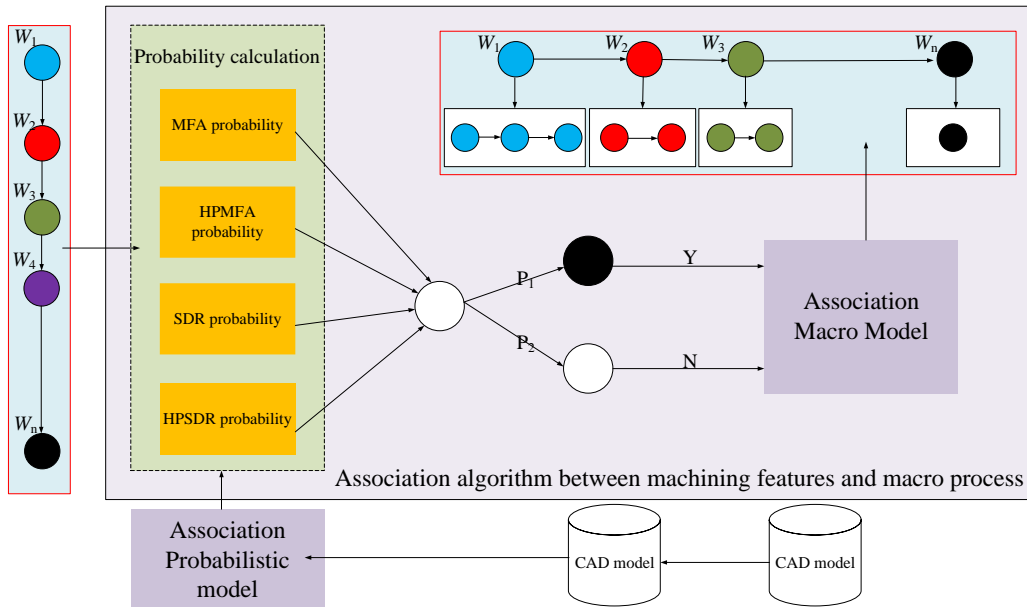 W1
W2
W3
W4
Wn
Probability calculation
MFA probability
HPMFA
probability
SDR probability
HPSDR probability
W1
W2
W3
Wn
P1
P2
Y
N
Association
Macro Model
Association algorithm between machining features and macro process
Association
Probabilistic
model
CAD model
CAD model